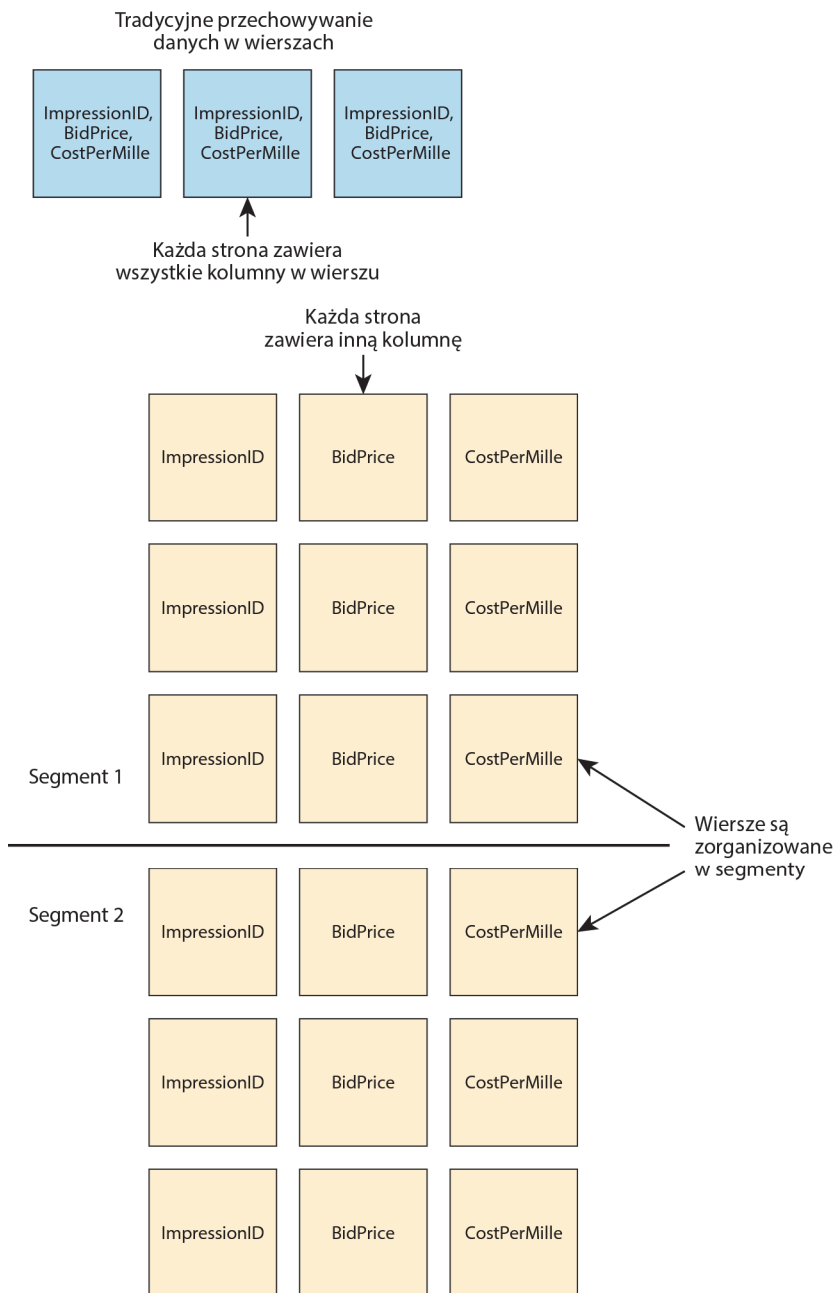 Tradycyjne przechowywanie
danych w wierszach
ImpressionID,
BidPrice,
CostPerMille
ImpressionID,
BidPrice,
CostPerMille
ImpressionID,
BidPrice,
CostPerMille
Każda strona zawiera
wszystkie kolumny w wierszu
Każda strona
zawiera inną kolumnę
ImpressionID
BidPrice
CostPerMille
ImpressionID
BidPrice
CostPerMille
ImpressionID
BidPrice
CostPerMille
Segment 1
Wiersze są
zorganizowane
w segmenty
Segment 2
ImpressionID
BidPrice
CostPerMille
ImpressionID
BidPrice
CostPerMille
ImpressionID
BidPrice
CostPerMille